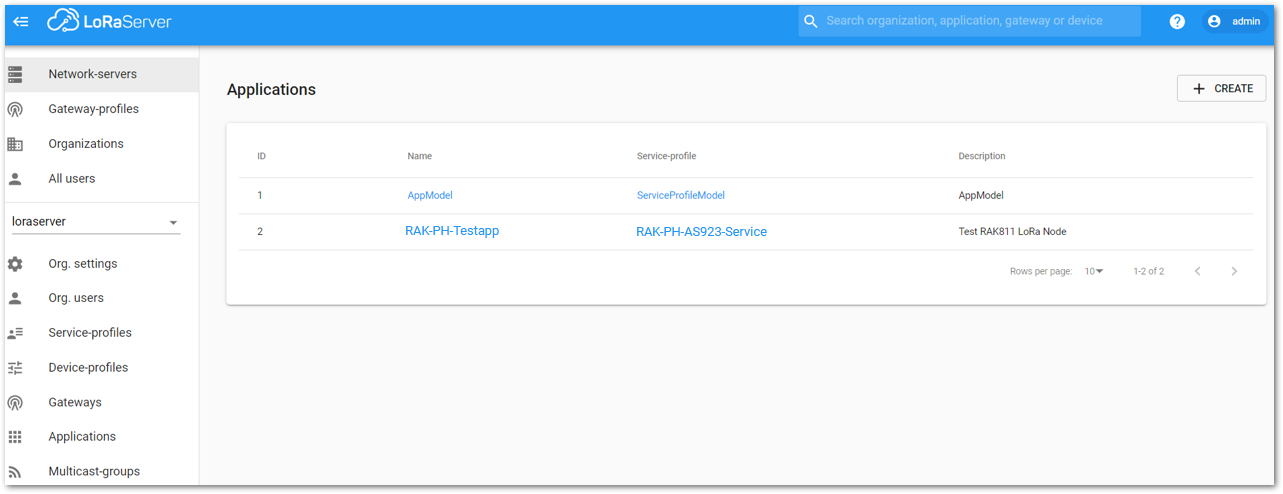 LoRaServer
Search organization, application, gateway or device
? admin
Network-servers
Gateway-profiles
Organizations
All users
loraserver
Org. settings
Org. users
Service-profiles
Device-profiles
Gateways
Applications
Multicast-groups
Applications
+ CREATE
ID Name Service-profile Description
1 AppModel ServiceProfileModel AppModel
2 RAK-PH-Testapp RAK-PH-AS923-Service Test RAK811 LoRa Node
Rows per page: 10 1-2 of 2